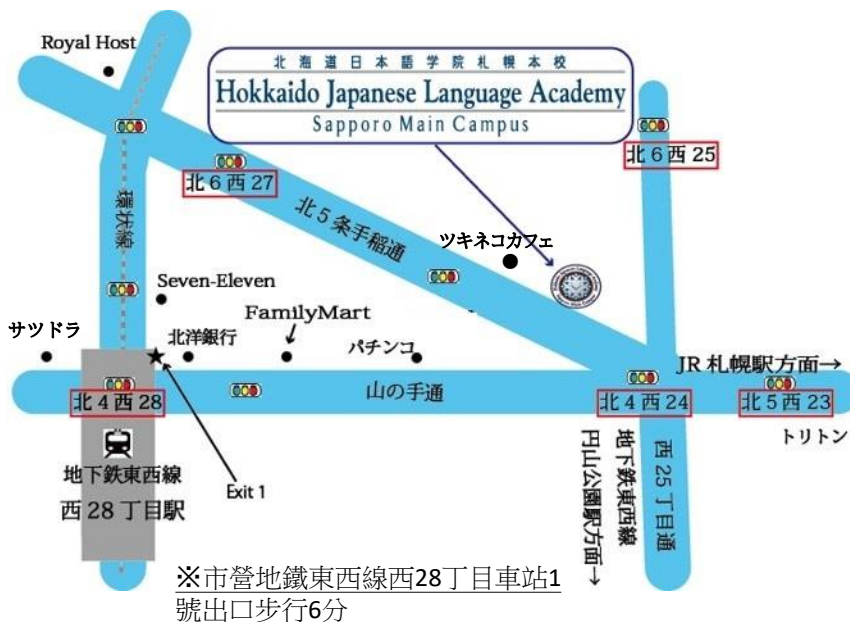 Royal Host
北海道日本語学院札幌本校
Hokkaido Japanese Language Academy
Sapporo Main Campus
北6西27
北6西25
環状線
北5条手稲通
ツキネコカフェ
Seven-Eleven
FamilyMart
サツドラ
北洋銀行
パチンコ
JR 札幌駅方面→
北4西28
山の手通
北4西24
北5西23
トリトン
地下鉄東西線
西28丁目駅
Exit 1
地下鉄東西線
円山公園駅方面→
西25丁目通
※市營地鐵東西線西28丁目車站1
號出口步行6分